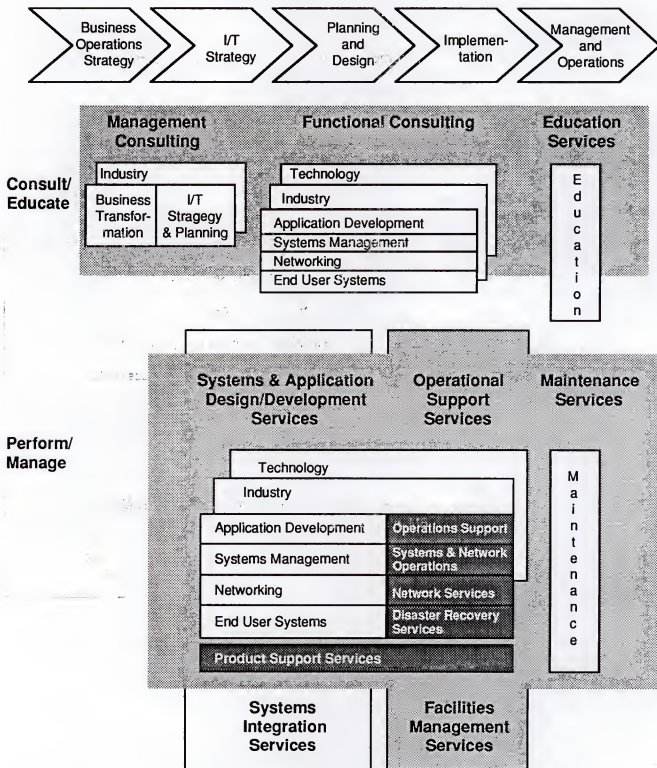 Business
Operations
Strategy
I/T
Strategy
Planning
and
Design
Implemen-
tation
Management
and
Operations
Consult/
Educate
Management
Consulting
Industry
Business
Transfor-
mation
I/T
Stragegy
& Planning
Functional Consulting
Technology
Industry
Application Development
Systems Management
Networking
End User Systems
Education
Services
Education
Perform/
Manage
Systems & Application
Design/Development
Services
Operational
Support
Services
Maintenance
Services
Technology
Industry
Application Development
Operations Support
Systems Management
Systems & Network
Operations
Networking
Network Services
End User Systems
Disaster Recovery
Services
Product Support Services
Maintenance
Systems
Integration
Services
Facilities
Management
Services